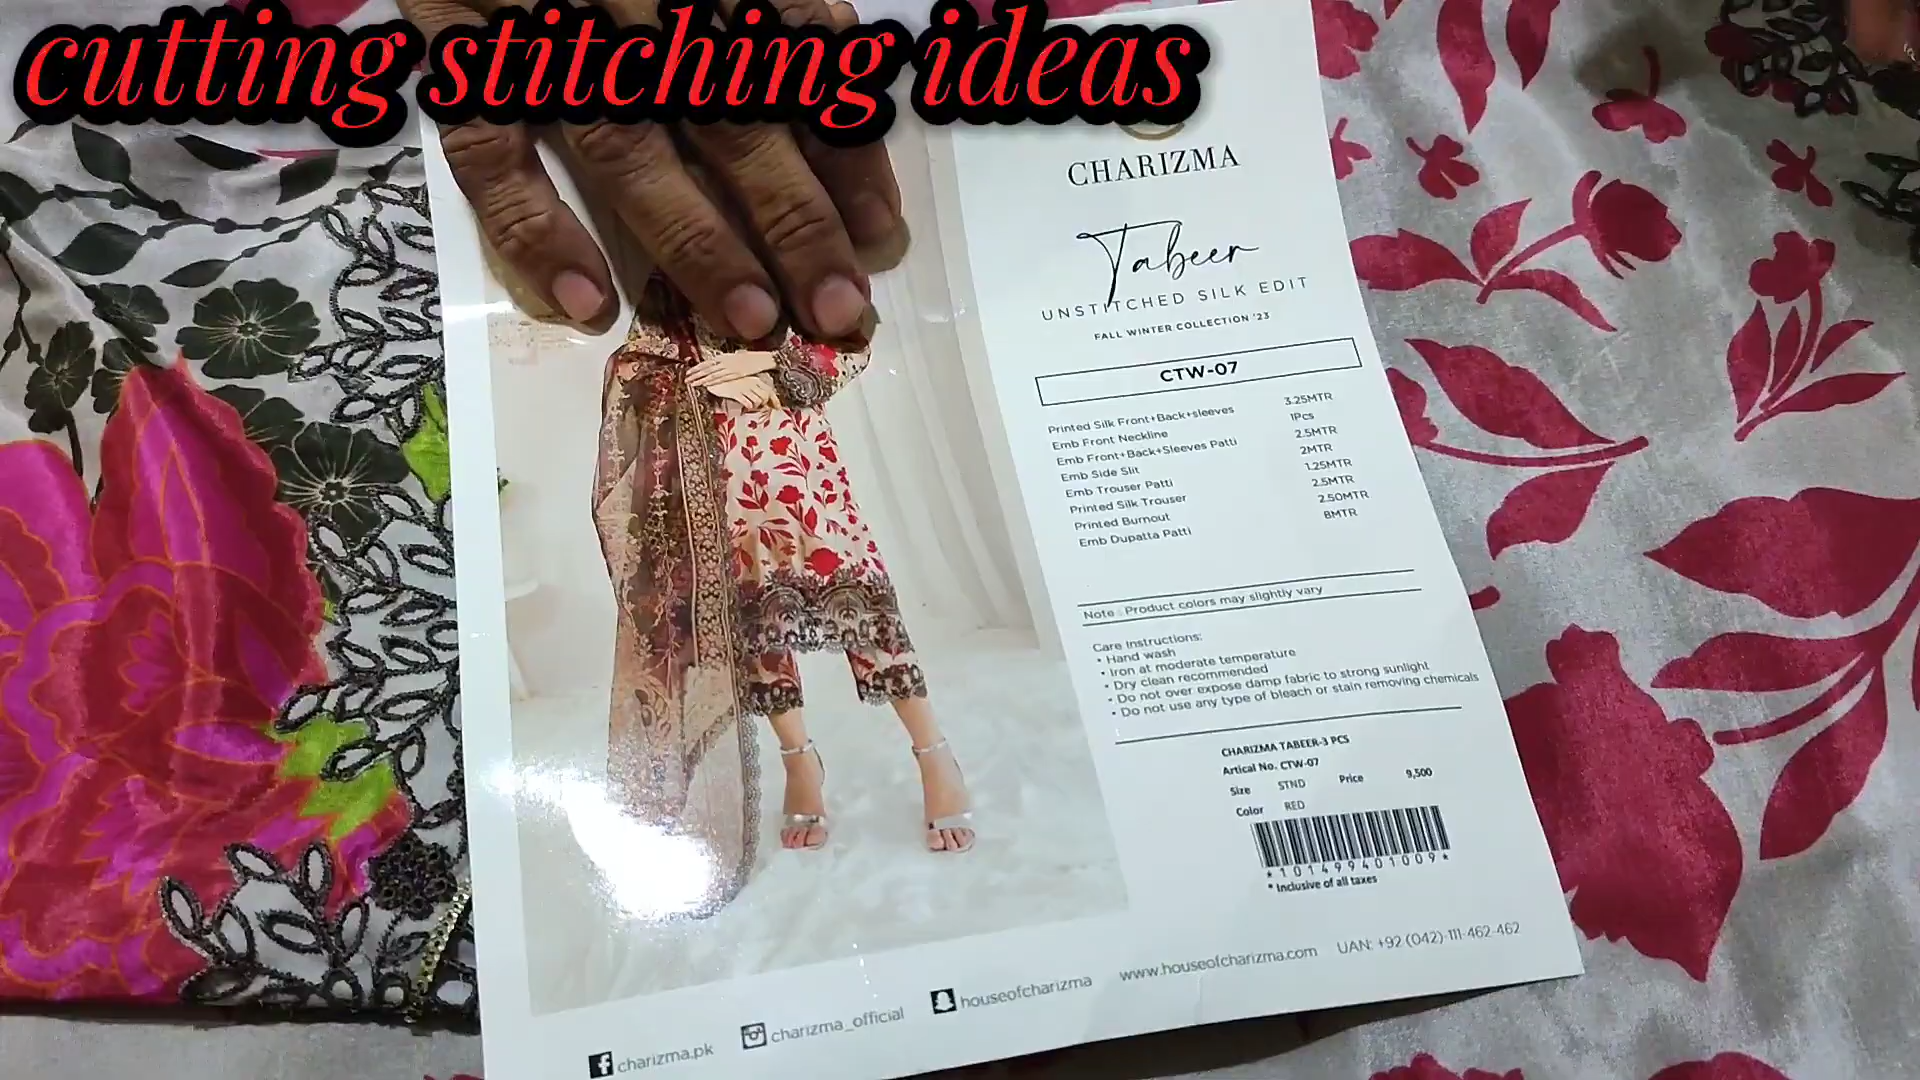 cutting stitching ideas
CHARIZMA
Tabeer
UNSTITCHED SILK EDIT
FALL WINTER COLLECTION '23
CTW-07
Printed Silk Front+Back+sleeves 3.25MTR
Emb Front Neckline 1Pcs
Emb Front+Back+Sleeves Patti 2.5MTR
Emb Side Slit 2MTR
Emb Trouser Patti 1.25MTR
Printed Silk Trouser 2.5MTR
Printed Burnout 2.50MTR
Emb Dupatta Patti 8MTR
Note : Product colors may slightly vary
Care Instructions:
• Hand wash
• Iron at moderate temperature
• Dry clean recommended
• Do not over expose damp fabric to strong sunlight
• Do not use any type of bleach or stain removing chemicals
CHARIZMA TABEER-3 PCS
Artical No. CTW-07
Size STND Price 9,500
Color RED
*101499401009*
* Inclusive of all taxes
charizma.pk charizma_official houseofcharizma www.houseofcharizma.com UAN: +92 (042)-111-462-462